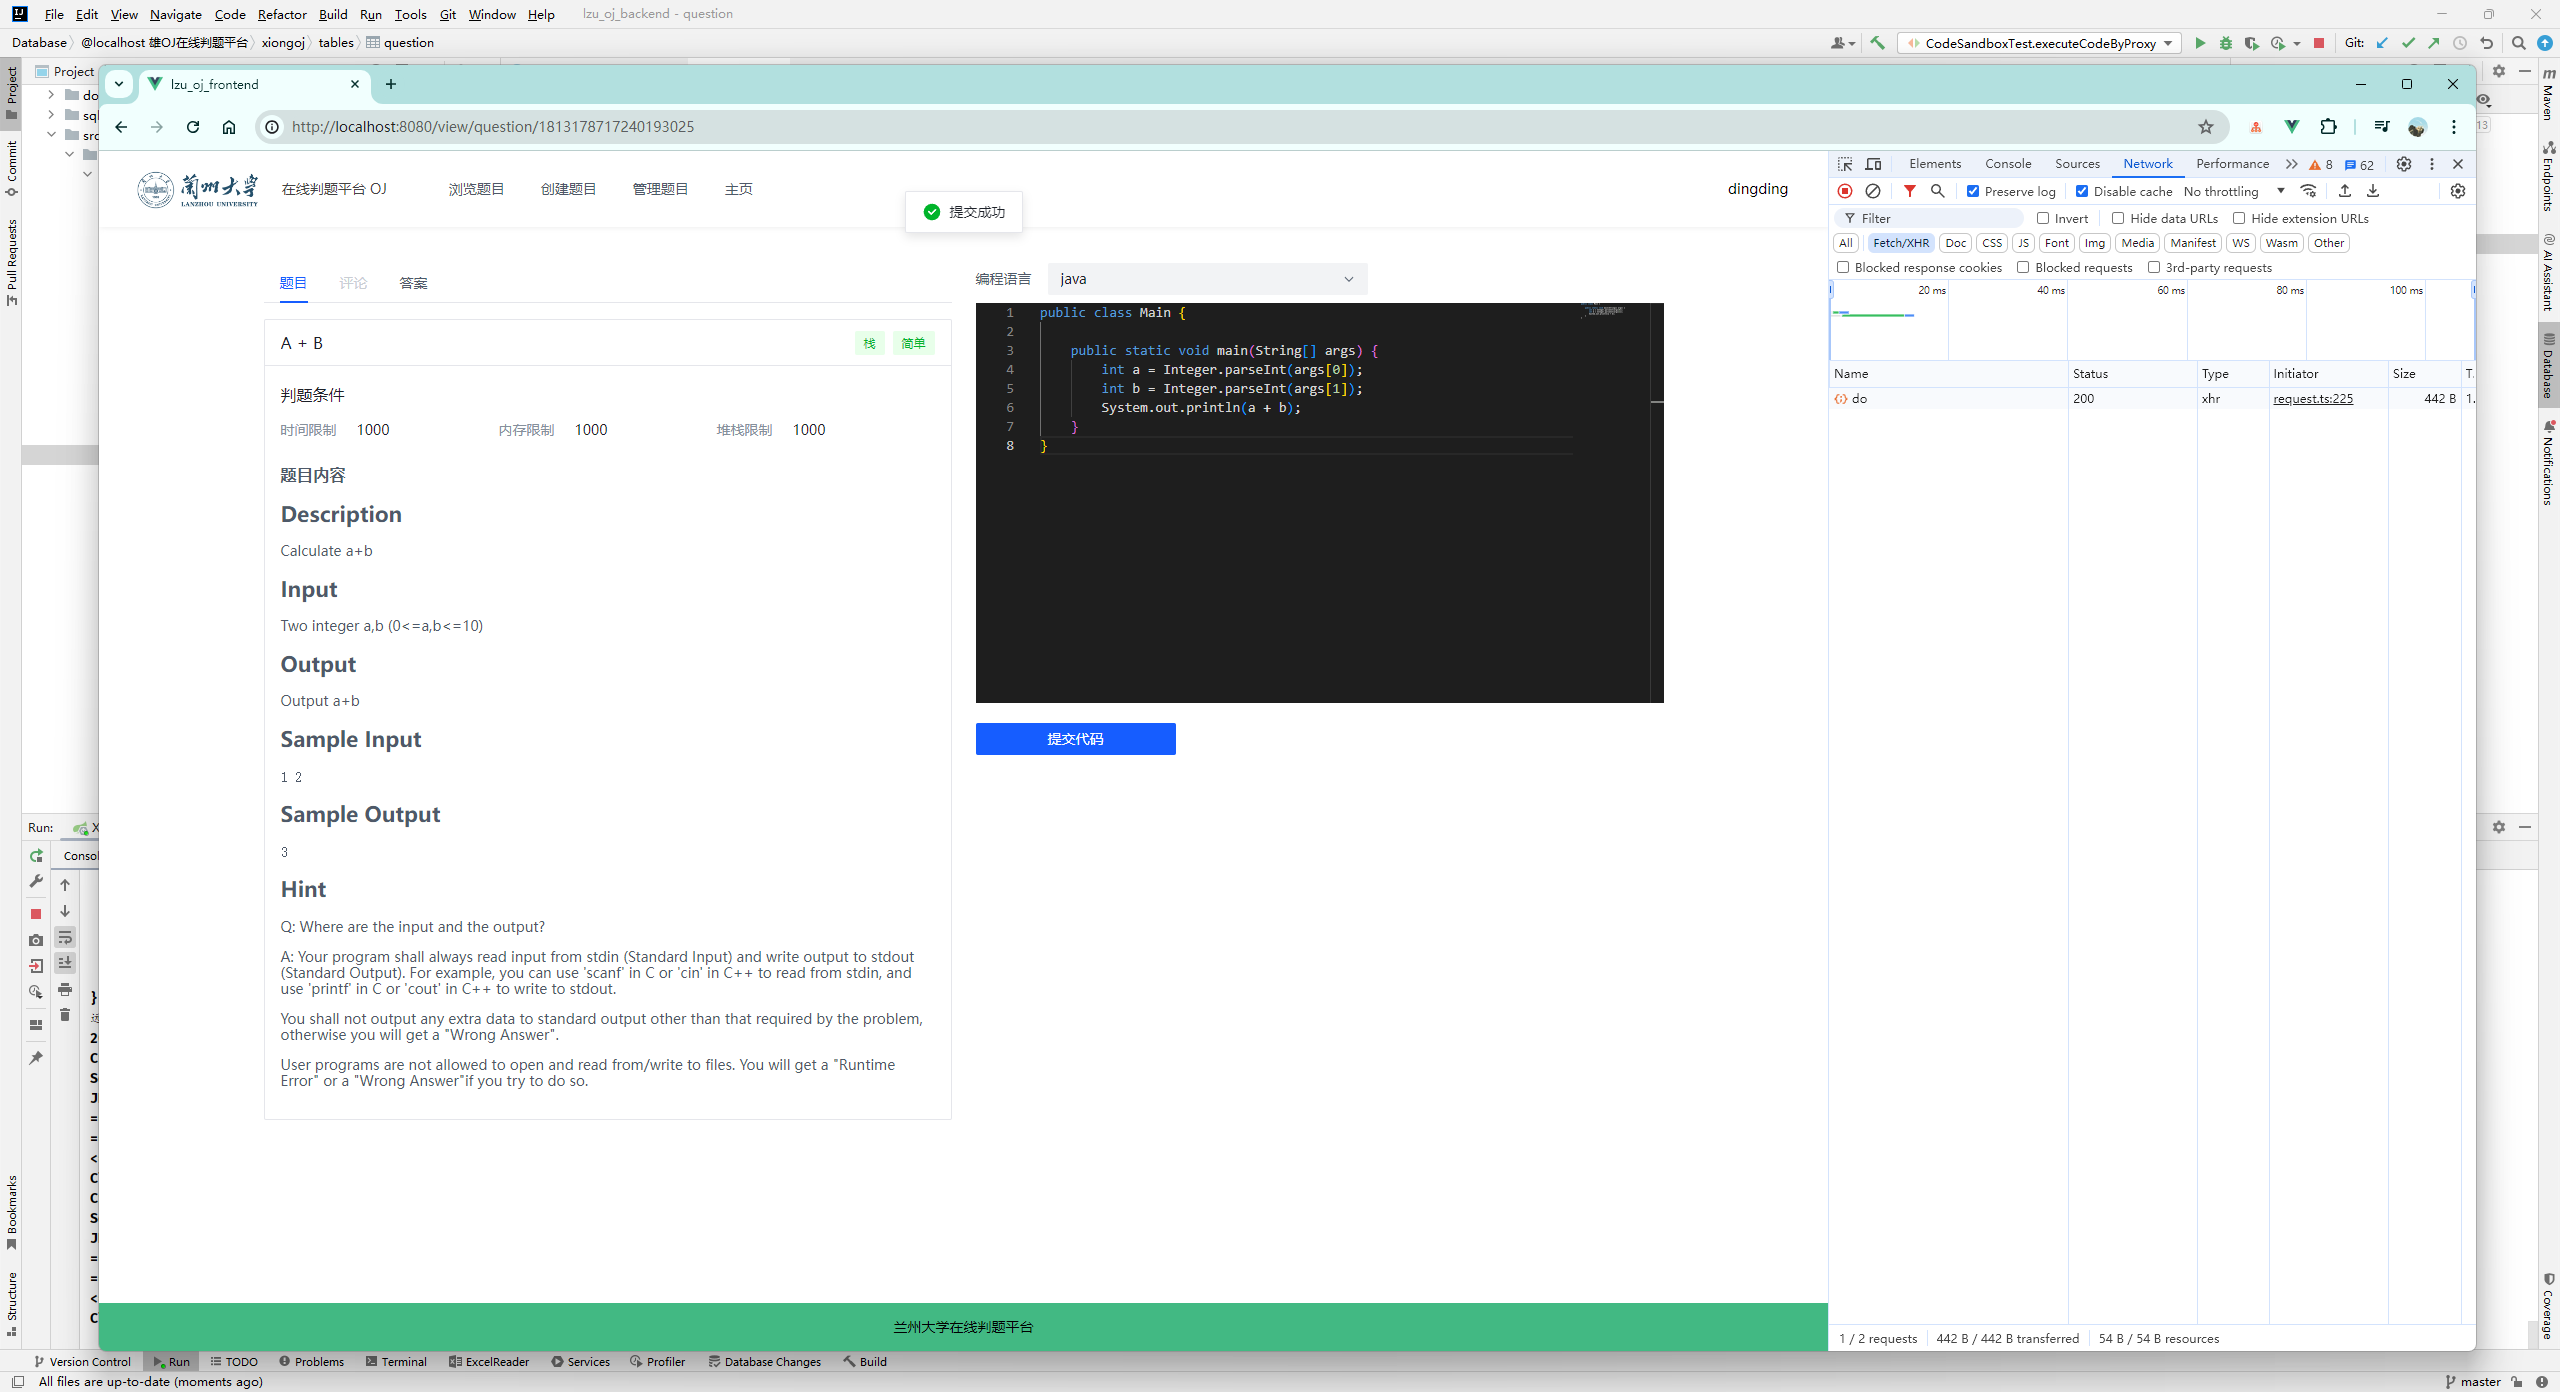 File Edit View Navigate Code Refactor Build Run Tools Git Window Help lzu_oj_backend - question
Database @localhost 雄OJ在线判题平台 xiongoj tables question
CodeSandboxTest.executeCodeByProxy Git:
Project
do
sql
src
Project
Commit
Pull Requests
Bookmarks
Structure
lzu_oj_frontend
http://localhost:8080/view/question/1813178717240193025
蘭州大学
LANZHOU UNIVERSITY
在线判题平台 OJ 浏览题目 创建题目 管理题目 主页 dingding
提交成功
题目 评论 答案
A + B 栈 简单
判题条件
时间限制 1000 内存限制 1000 堆栈限制 1000
题目内容
Description
Calculate a+b
Input
Two integer a,b (0<=a,b<=10)
Output
Output a+b
Sample Input
1 2
Sample Output
3
Hint
Q: Where are the input and the output?
A: Your program shall always read input from stdin (Standard Input) and write output to stdout
(Standard Output). For example, you can use 'scanf' in C or 'cin' in C++ to read from stdin, and
use 'printf' in C or 'cout' in C++ to write to stdout.
You shall not output any extra data to standard output other than that required by the problem,
otherwise you will get a "Wrong Answer".
User programs are not allowed to open and read from/write to files. You will get a "Runtime
Error" or a "Wrong Answer"if you try to do so.
编程语言 java
1 public class Main {
2
3 public static void main(String[] args) {
4 int a = Integer.parseInt(args[0]);
5 int b = Integer.parseInt(args[1]);
6 System.out.println(a + b);
7 }
8 }
提交代码
兰州大学在线判题平台
Elements Console Sources Network Performance 8 62
Preserve log Disable cache No throttling
Filter Invert Hide data URLs Hide extension URLs
All Fetch/XHR Doc CSS JS Font Img Media Manifest WS Wasm Other
Blocked response cookies Blocked requests 3rd-party requests
20 ms 40 ms 60 ms 80 ms 100 ms
Name Status Type Initiator Size T.
do 200 xhr request.ts:225 442 B 1.
1 / 2 requests 442 B / 442 B transferred 54 B / 54 B resources
13
Maven
Endpoints
AI Assistant
Database
Notifications
Coverage
Run:
Consol
Version Control Run TODO Problems Terminal ExcelReader Services Profiler Database Changes Build
All files are up-to-date (moments ago) master